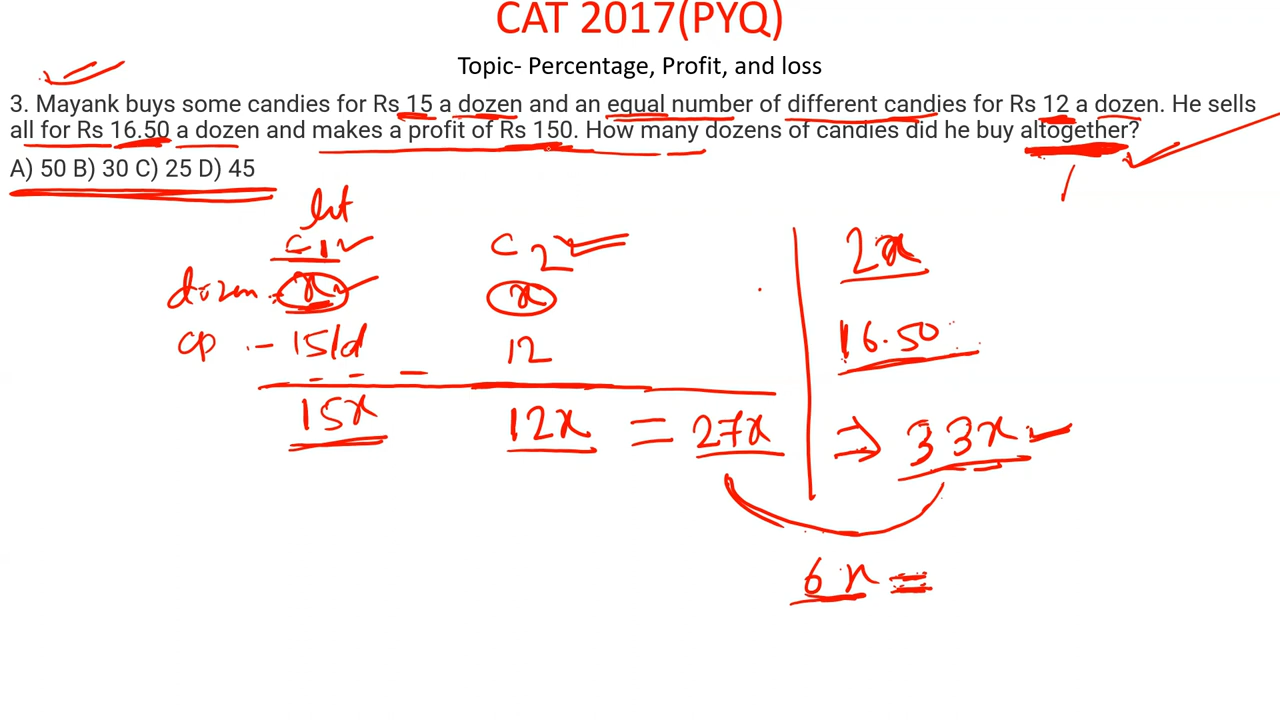 CAT 2017(PYQ)
Topic- Percentage, Profit, and loss
3. Mayank buys some candies for Rs 15 a dozen and an equal number of different candies for Rs 12 a dozen. He sells
all for Rs 16.50 a dozen and makes a profit of Rs 150. How many dozens of candies did he buy altogether?
A) 50 B) 30 C) 25 D) 45
let
C1 C2 2x
dozen - x x
CP - 15/d 12 16.50
15x 12x = 27x ⇒ 33x
6x =